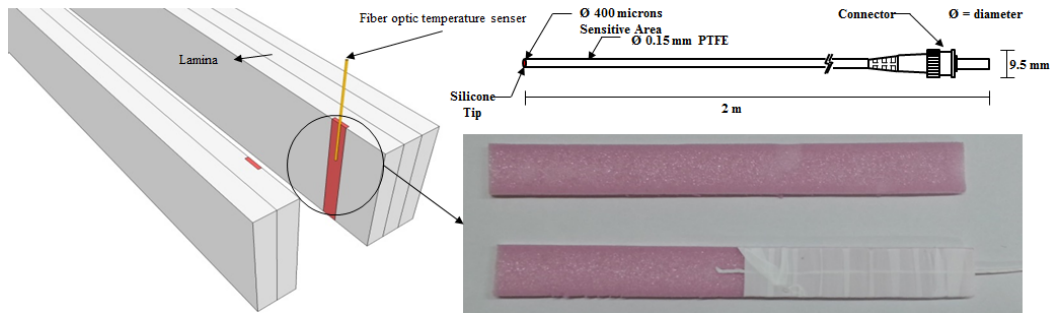 Fiber optic temperature senser
Lamina
Ø 400 microns
Sensitive Area
Ø 0.15 mm PTFE
Connector
Ø = diameter
9.5 mm
Silicone
Tip
2 m